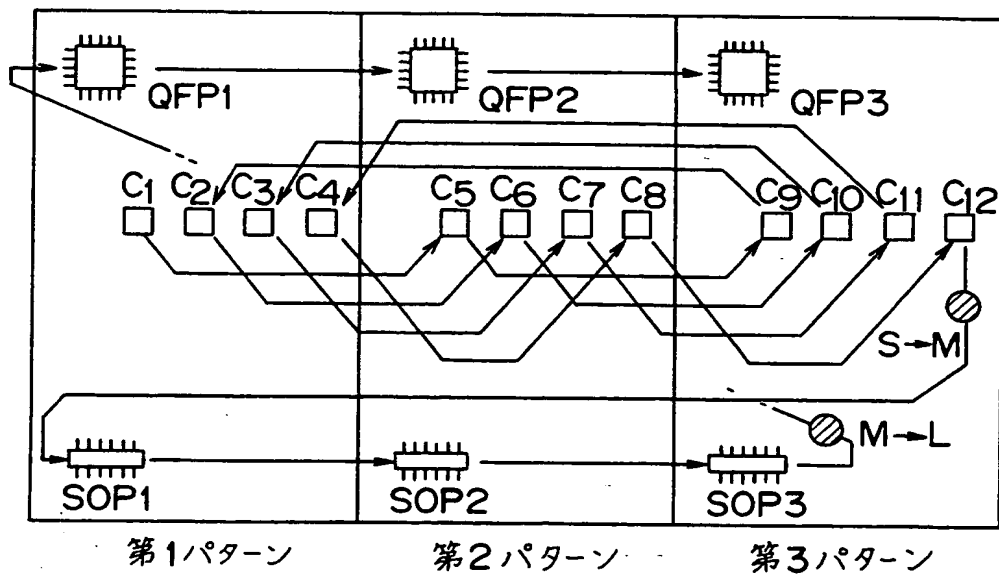 QFP1
QFP2
QFP3
C1
C2
C3
C4
C5
C6
C7
C8
C9
C10
C11
C12
S→M
M→L
SOP1
SOP2
SOP3
第1パターン
第2パターン
第3パターン